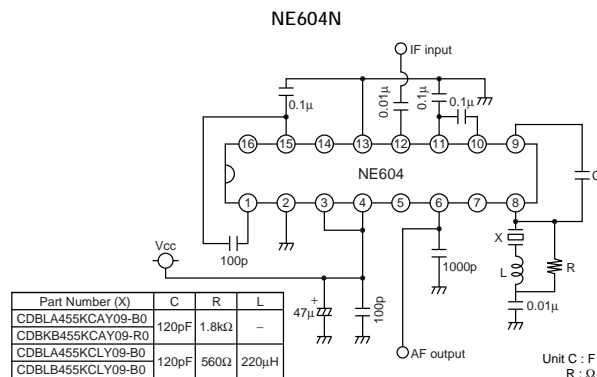 NE604N
IF input
0.1μ
0.01μ
0.1μ
0.1μ
16 15 14 13 12 11 10 9
NE604
C
1 2 3 4 5 6 7 8
X
Vcc
100p
L
R
1000p
+
47μ
100p
0.01μ
AF output
Part Number (X) C R L
CDBLA455KCAY09-B0
CDBKB455KCAY09-R0
120pF 1.8kΩ –
CDBLA455KCLY09-B0
CDBLB455KCLY09-B0
120pF 560Ω 220μH
Unit C : F
R : Ω